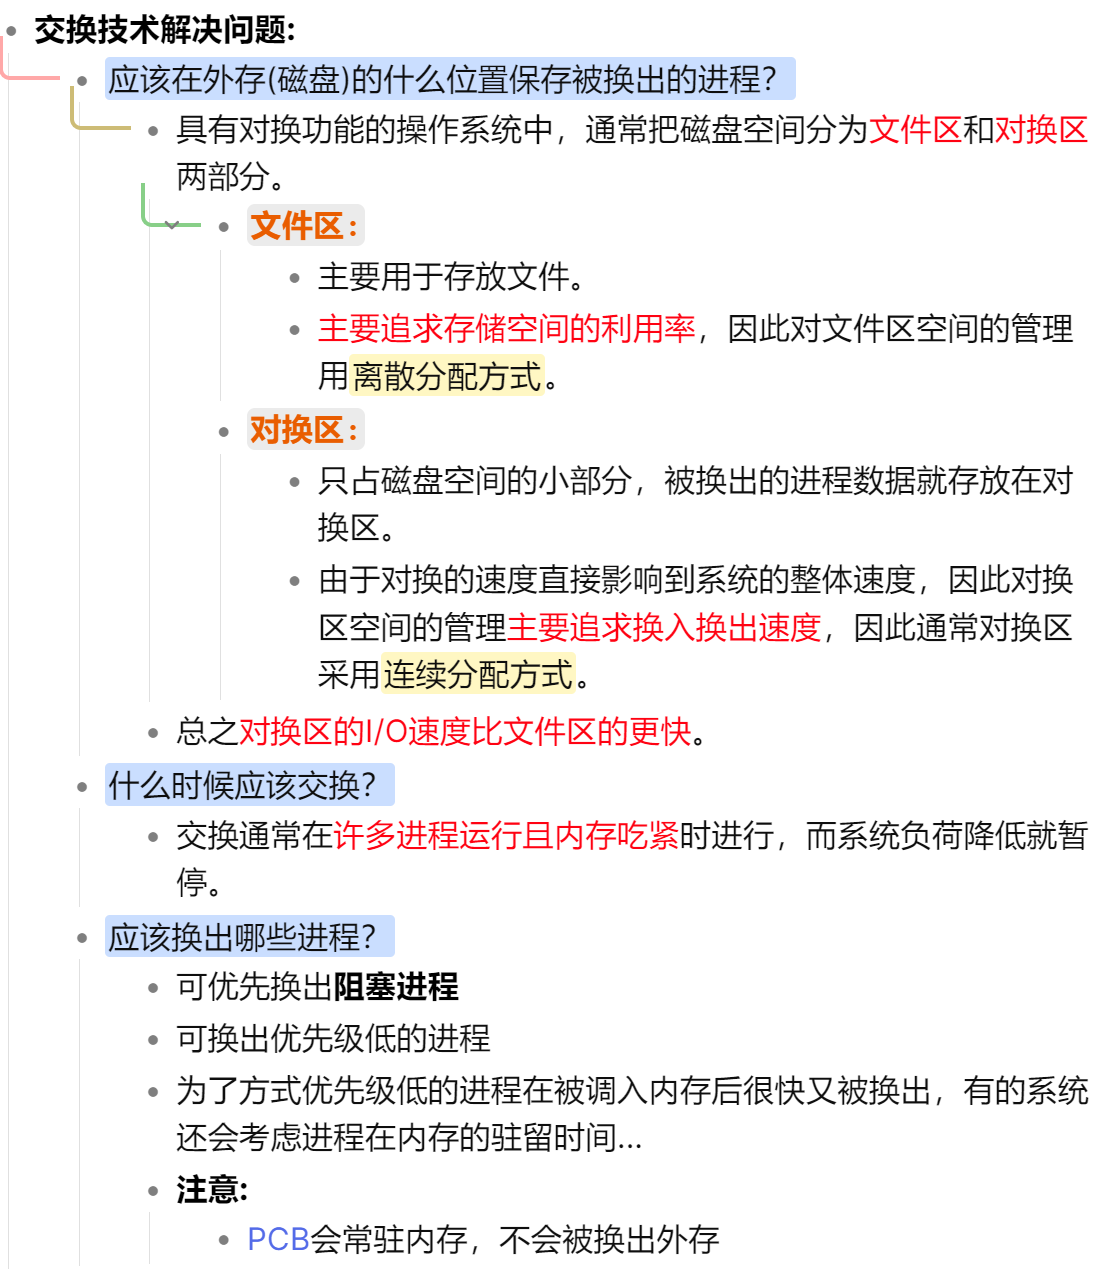 交换技术解决问题:
应该在外存(磁盘)的什么位置保存被换出的进程？
具有对换功能的操作系统中，通常把磁盘空间分为文件区和对换区
两部分。
文件区：
主要用于存放文件。
主要追求存储空间的利用率，因此对文件区空间的管理
用离散分配方式。
对换区：
只占磁盘空间的小部分，被换出的进程数据就存放在对
换区。
由于对换的速度直接影响到系统的整体速度，因此对换
区空间的管理主要追求换入换出速度，因此通常对换区
采用连续分配方式。
总之对换区的I/O速度比文件区的更快。
什么时候应该交换？
交换通常在许多进程运行且内存吃紧时进行，而系统负荷降低就暂
停。
应该换出哪些进程？
可优先换出阻塞进程
可换出优先级低的进程
为了方式优先级低的进程在被调入内存后很快又被换出，有的系统
还会考虑进程在内存的驻留时间...
注意:
PCB会常驻内存，不会被换出外存